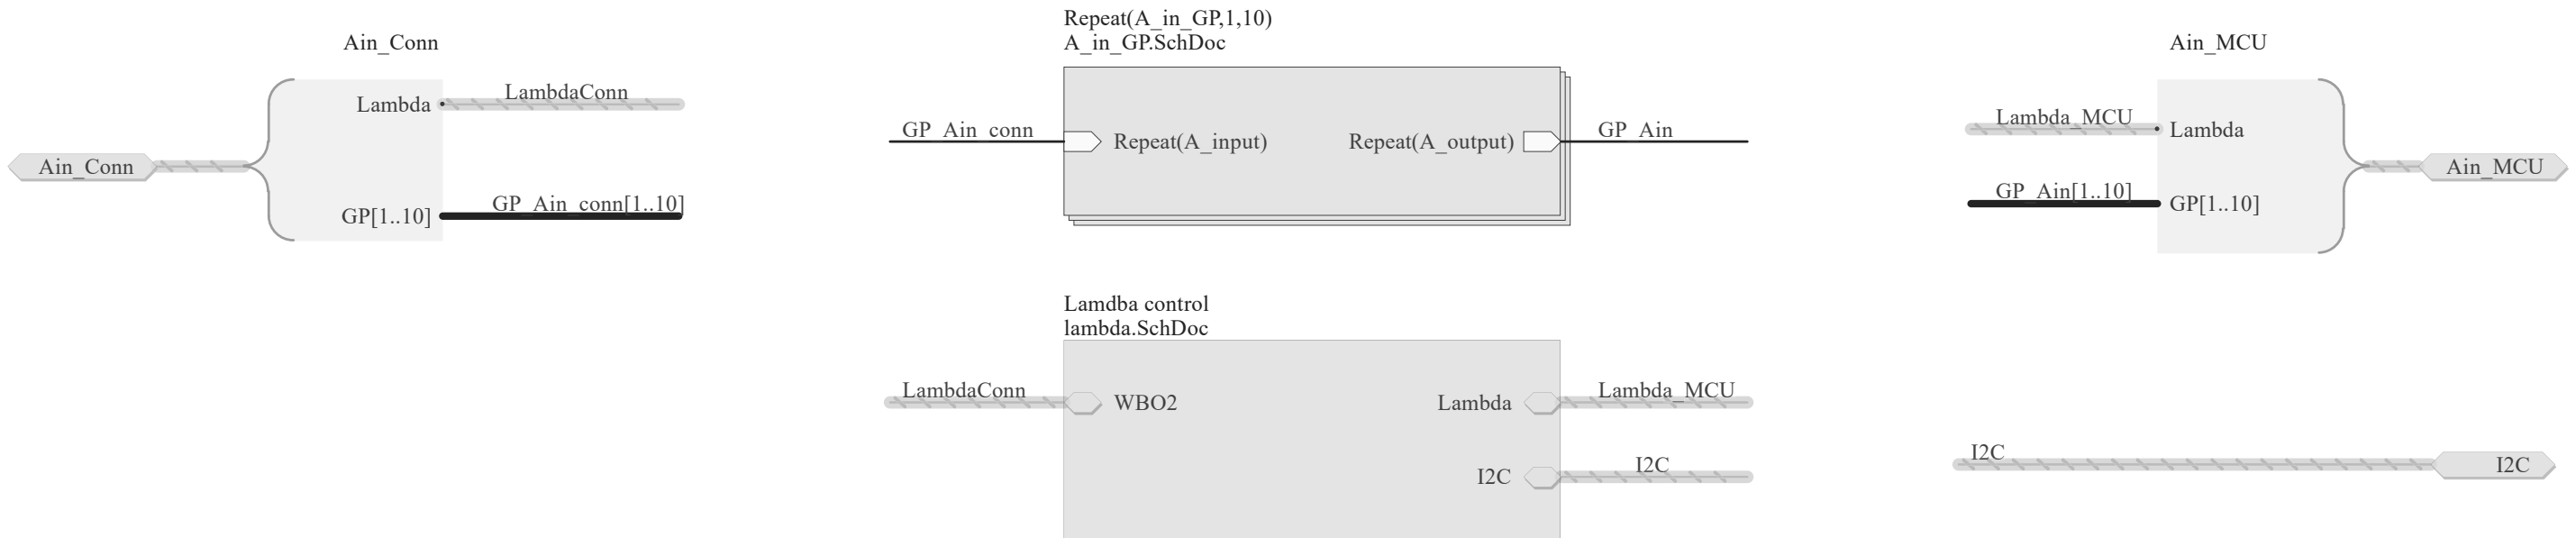 Repeat(A_in_GP,1,10)
A_in_GP.SchDoc
Ain_Conn
Ain_MCU
Lambda
LambdaConn
Ain_Conn
GP[1..10]
GP_Ain_conn[1..10]
GP_Ain_conn
Repeat(A_input)
Repeat(A_output)
GP_Ain
Lambda_MCU
Lambda
GP_Ain[1..10]
GP[1..10]
Ain_MCU
Lamdba control
lambda.SchDoc
LambdaConn
WBO2
Lambda
Lambda_MCU
I2C
I2C
I2C
I2C